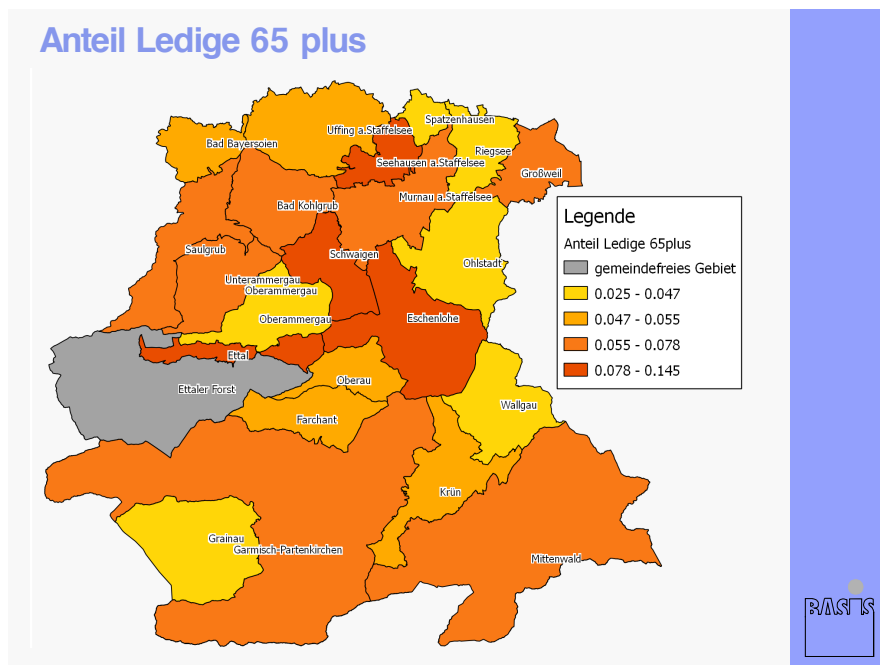 Anteil Ledige 65 plus
Spatzenhausen
Uffing a.Staffelsee
Bad Bayersoien
Riegsee
Seehausen a.Staffelsee
Großweil
Murnau a.Staffelsee
Bad Kohlgrub
Legende
Anteil Ledige 65plus
gemeindefreies Gebiet
0.025 - 0.047
0.047 - 0.055
0.055 - 0.078
0.078 - 0.145
Saulgrub
Schwaigen
Ohlstadt
Unterammergau
Oberammergau
Oberammergau
Eschenlohe
Ettal
Oberau
Ettaler Forst
Wallgau
Farchant
Krün
Grainau
Garmisch-Partenkirchen
Mittenwald
BASIS